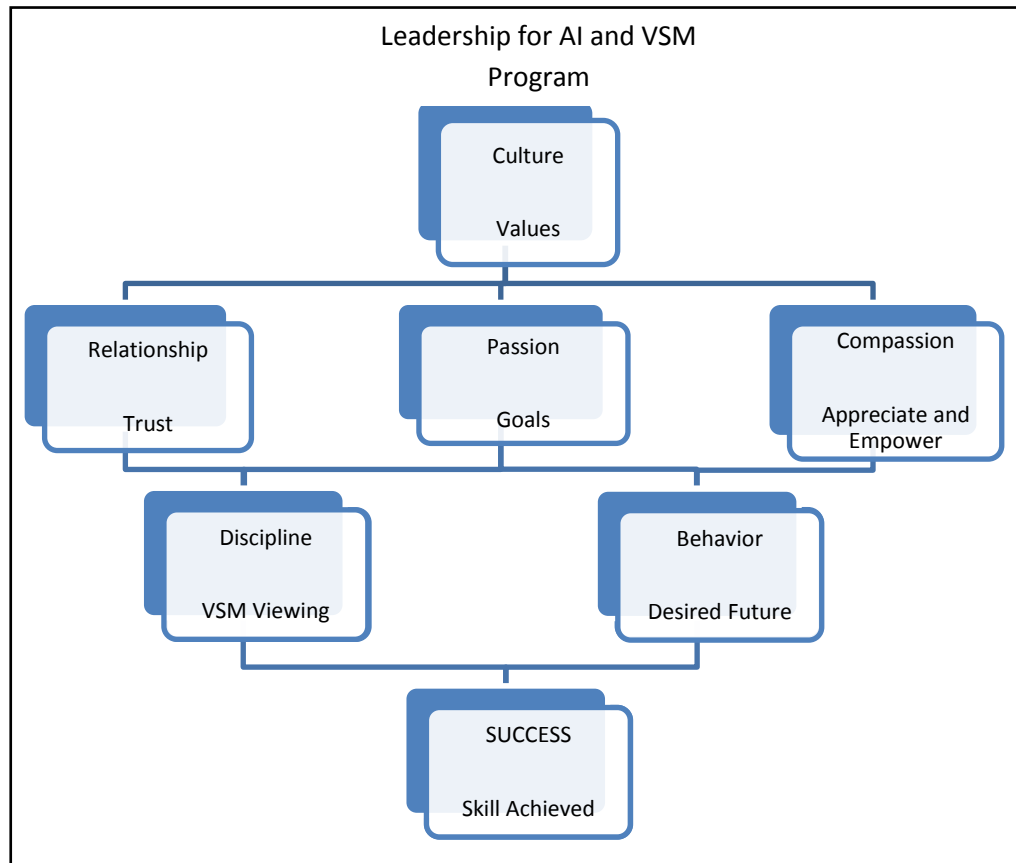 Leadership for AI and VSM
Program
Culture
Values
Relationship
Trust
Passion
Goals
Compassion
Appreciate and
Empower
Discipline
VSM Viewing
Behavior
Desired Future
SUCCESS
Skill Achieved